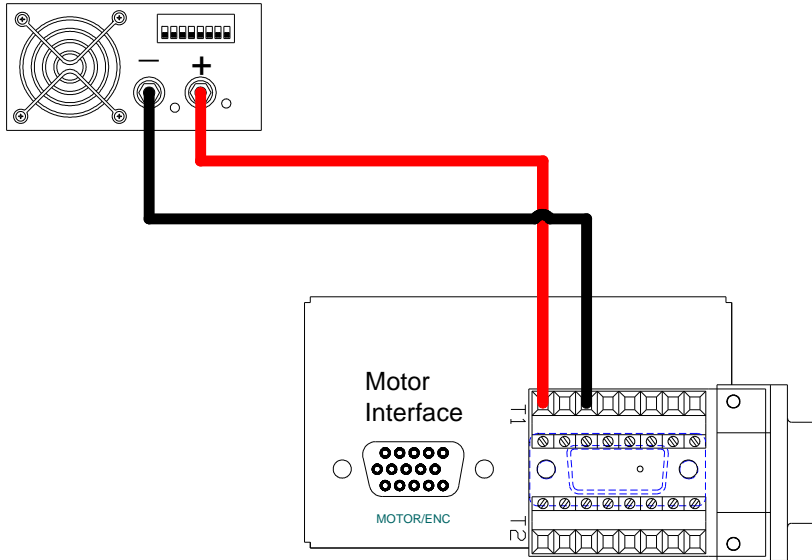 − +
Motor
Interface
T1
MOTOR/ENC
T2